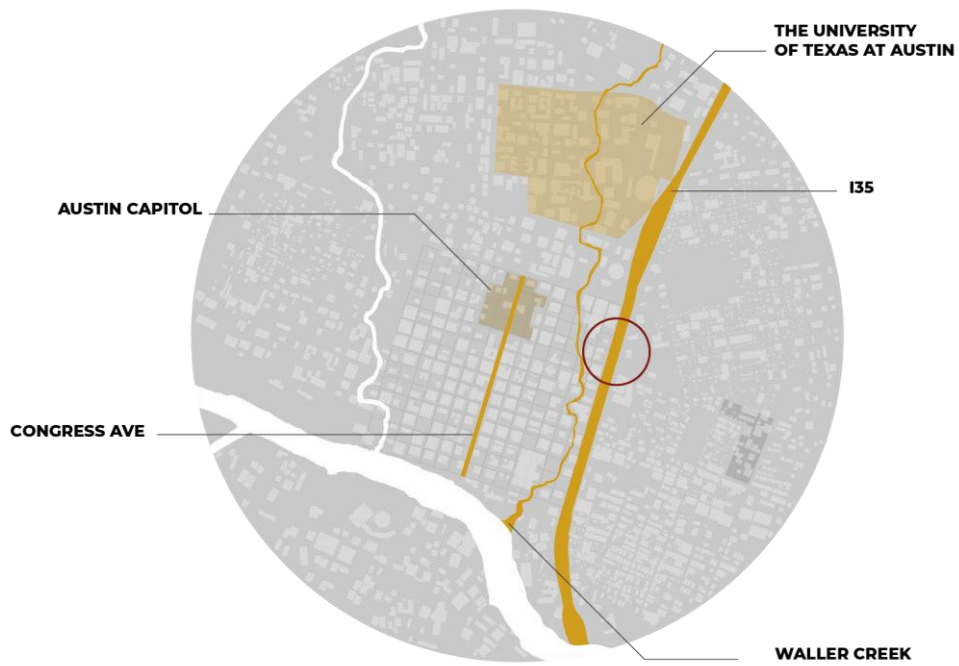 THE UNIVERSITY
OF TEXAS AT AUSTIN
I35
AUSTIN CAPITOL
CONGRESS AVE
WALLER CREEK